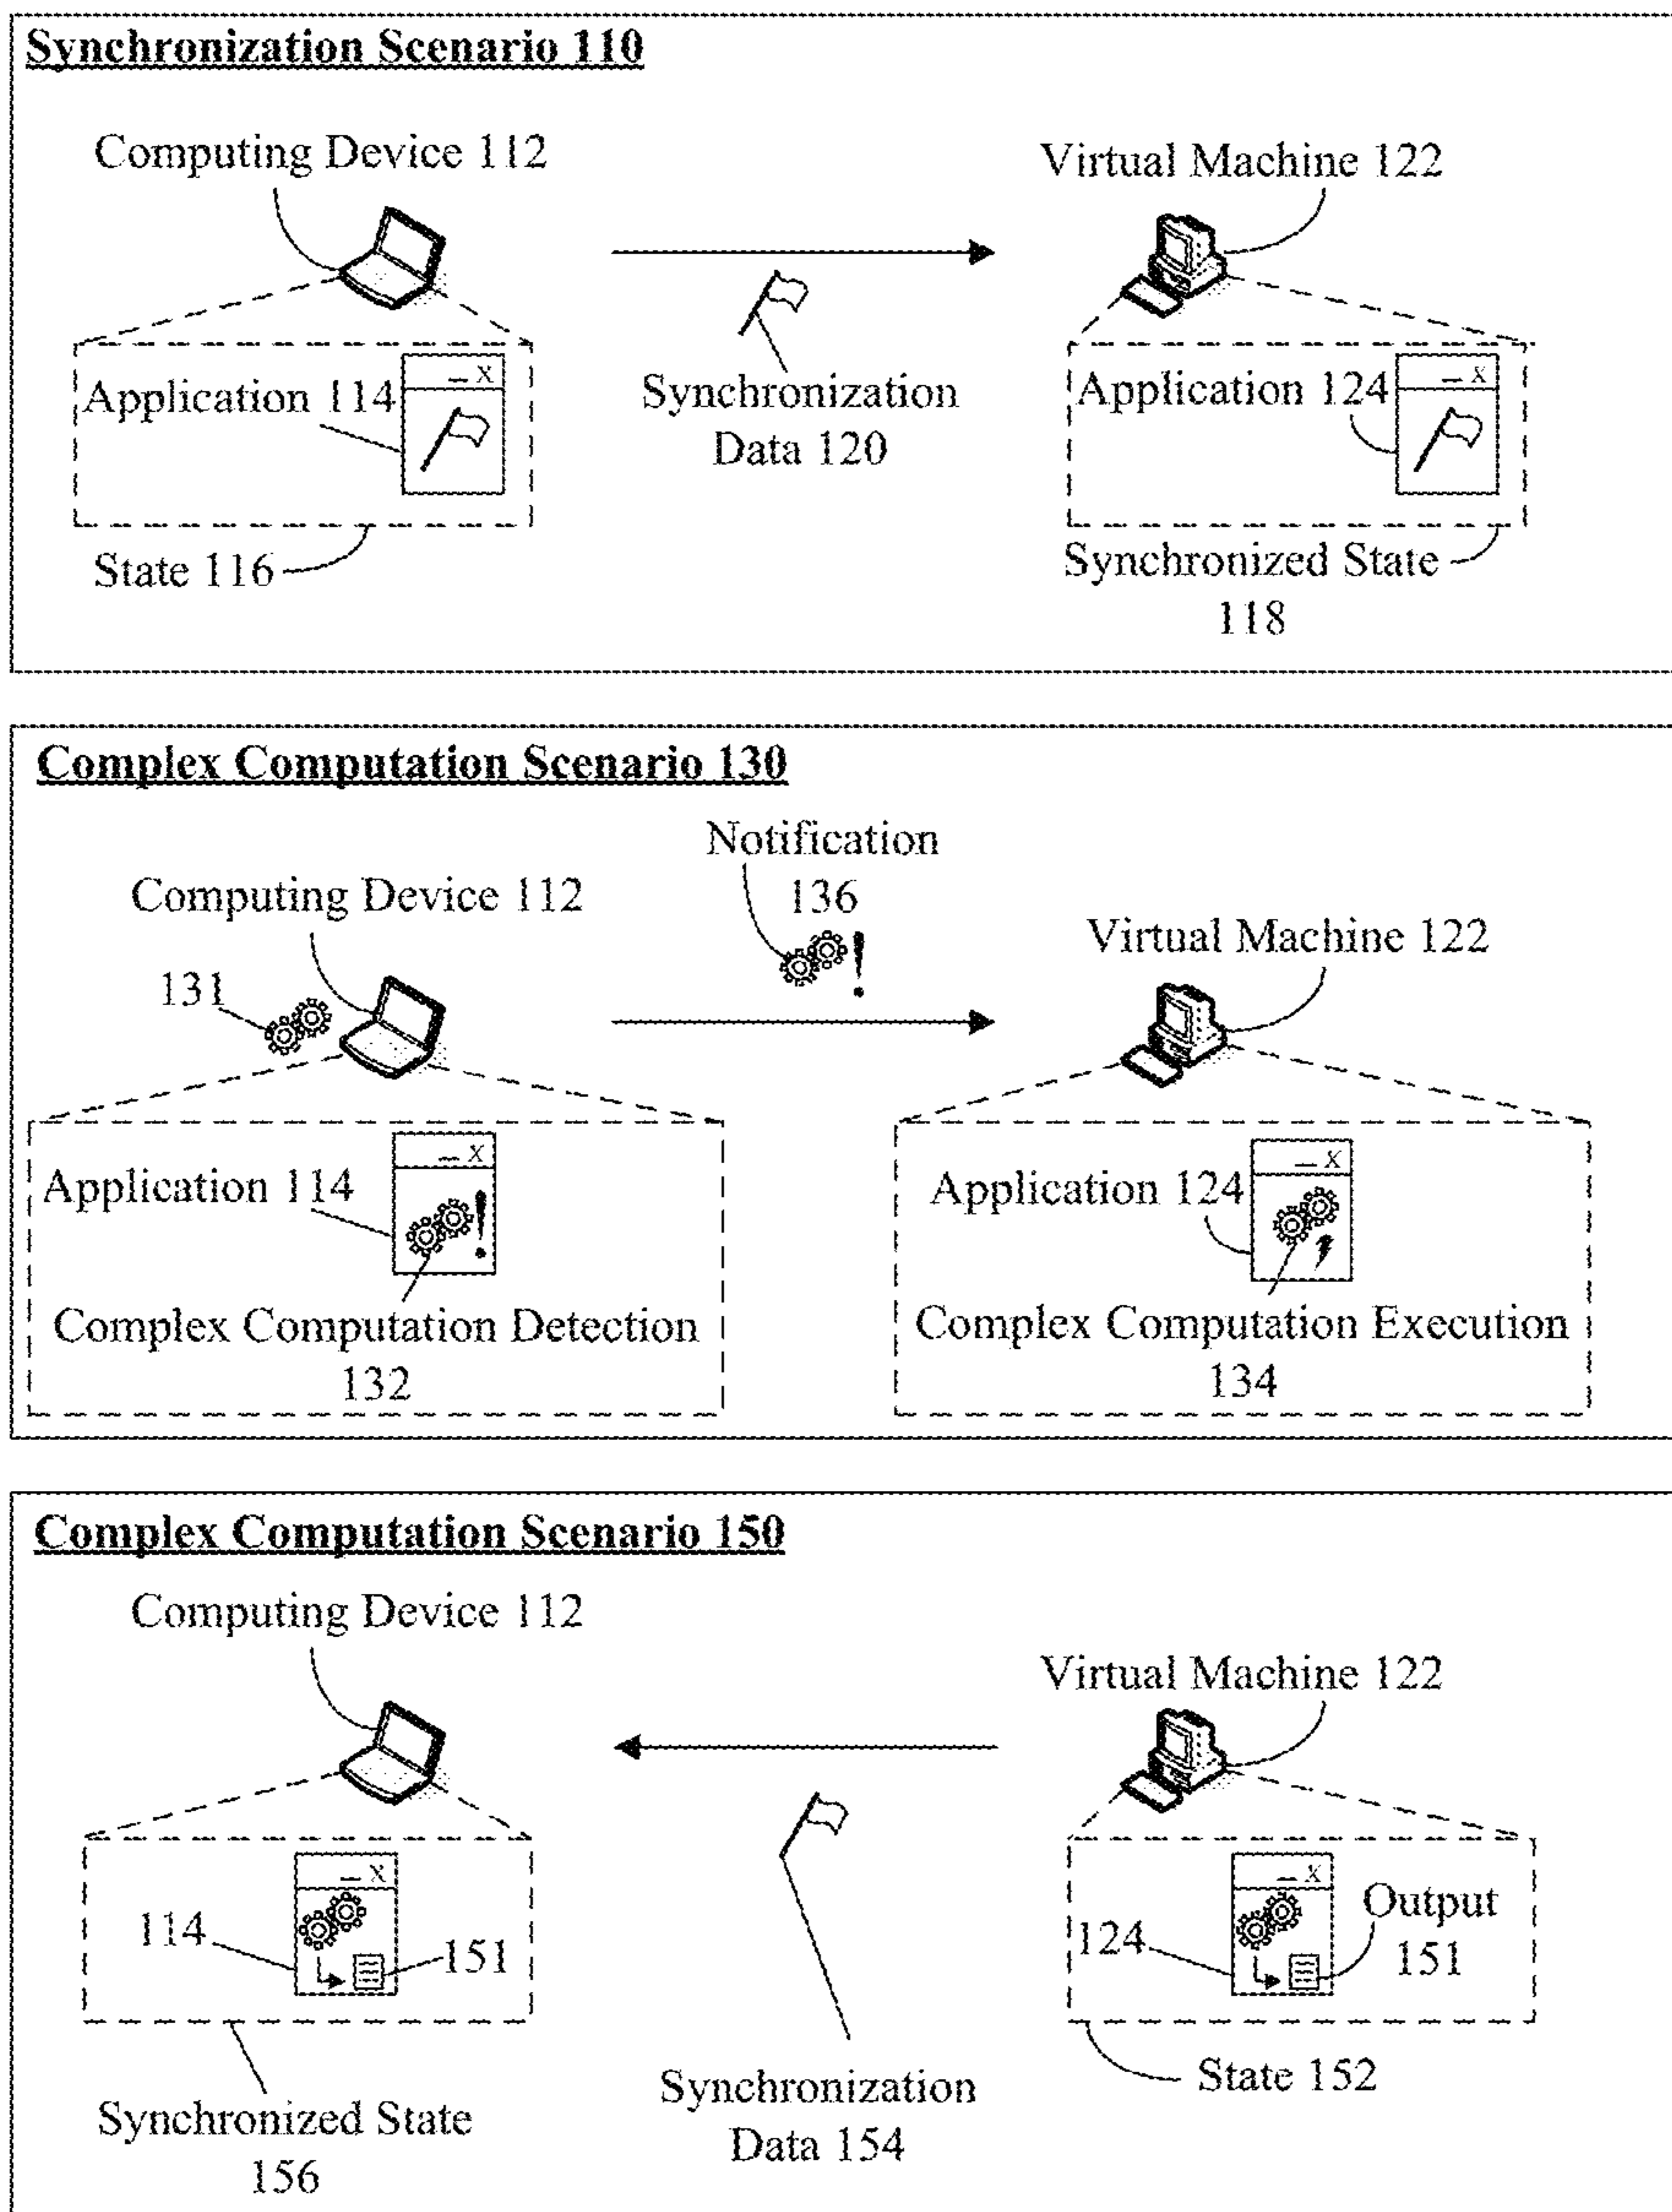 Synchronization Scenario 110
Computing Device 112
Virtual Machine 122
Application 114
_ X
Synchronization
Data 120
Application 124
_ X
State 116
Synchronized State
118
Complex Computation Scenario 130
Notification
136
Computing Device 112
Virtual Machine 122
131
!
Application 114
_ X
!
Application 124
_ X
Complex Computation Detection
132
Complex Computation Execution
134
Complex Computation Scenario 150
Computing Device 112
Virtual Machine 122
_ X
114
151
_ X
124
Output
151
Synchronization
Data 154
State 152
Synchronized State
156